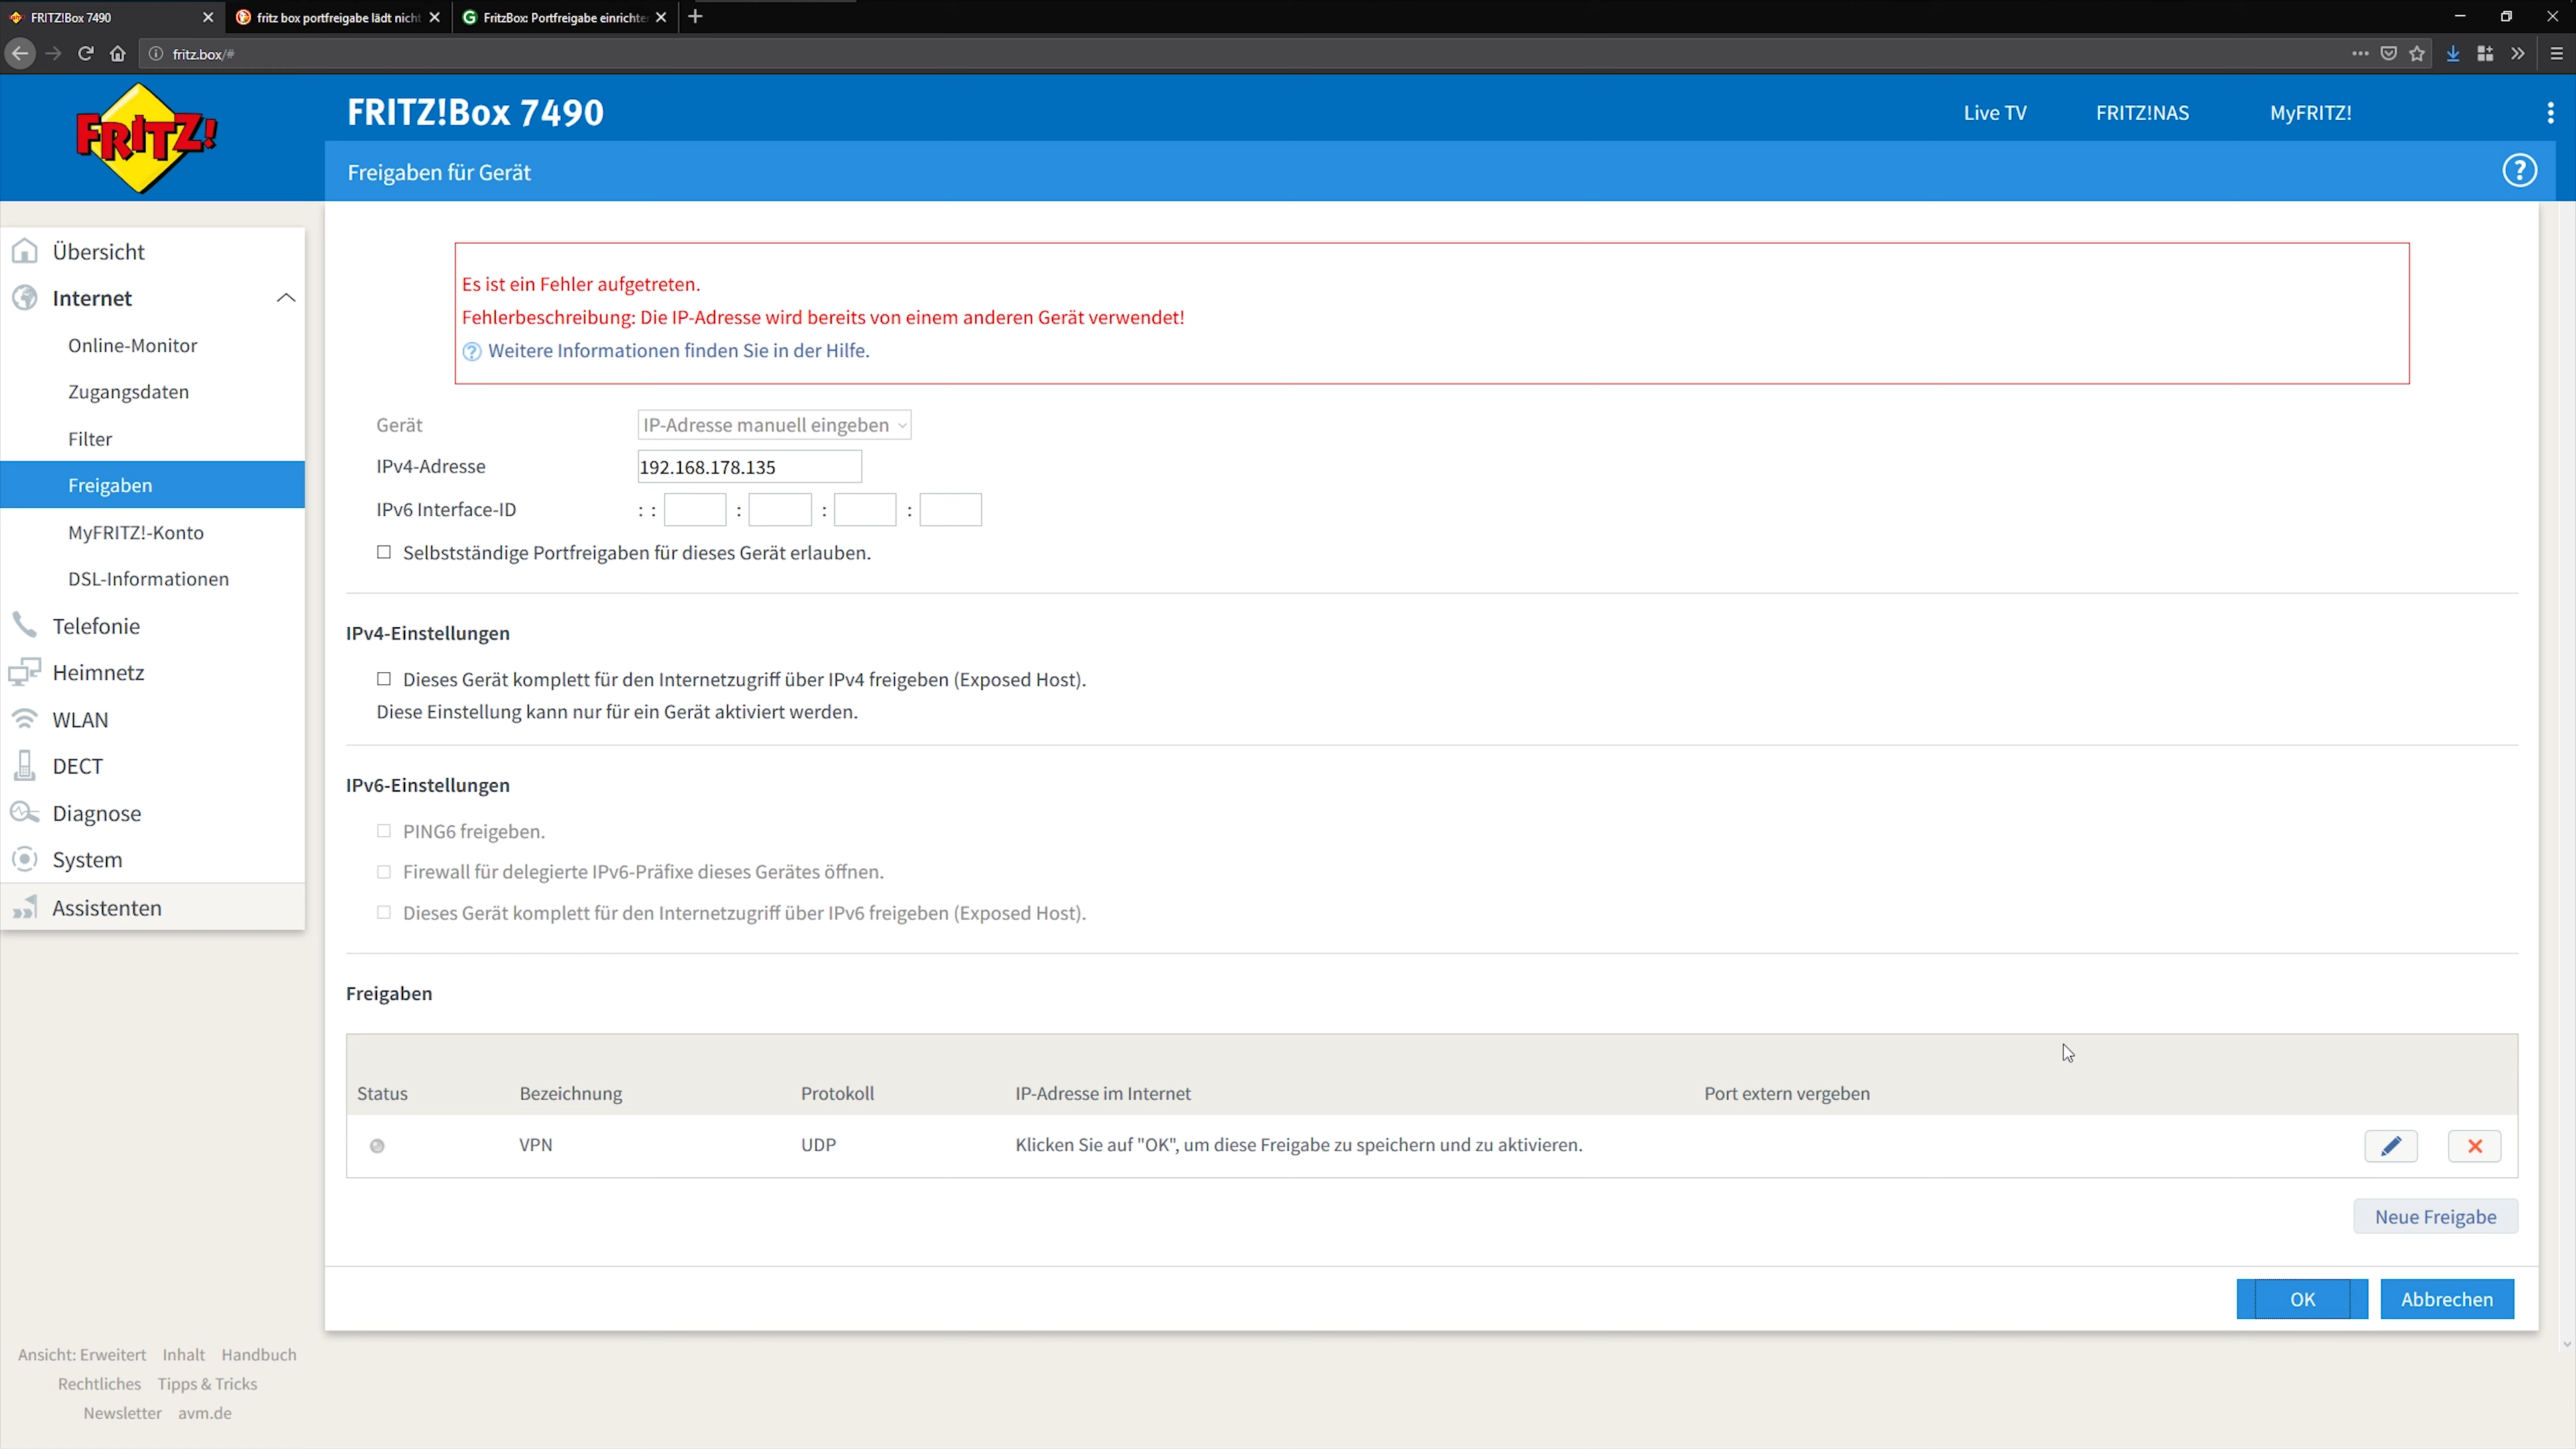 FRITZ!Box 7490
fritz box portfreigabe lädt nicht
FritzBox: Portfreigabe einrichten
fritz.box/#
FRITZ!
FRITZ!Box 7490
Live TV
FRITZ!NAS
MyFRITZ!
Freigaben für Gerät
Übersicht
Internet
Online-Monitor
Zugangsdaten
Filter
Freigaben
MyFRITZ!-Konto
DSL-Informationen
Telefonie
Heimnetz
WLAN
DECT
Diagnose
System
Assistenten
Es ist ein Fehler aufgetreten.
Fehlerbeschreibung: Die IP-Adresse wird bereits von einem anderen Gerät verwendet!
Weitere Informationen finden Sie in der Hilfe.
Gerät IP-Adresse manuell eingeben
IPv4-Adresse 192.168.178.135
IPv6 Interface-ID : : : : :
Selbstständige Portfreigaben für dieses Gerät erlauben.
IPv4-Einstellungen
Dieses Gerät komplett für den Internetzugriff über IPv4 freigeben (Exposed Host).
Diese Einstellung kann nur für ein Gerät aktiviert werden.
IPv6-Einstellungen
PING6 freigeben.
Firewall für delegierte IPv6-Präfixe dieses Gerätes öffnen.
Dieses Gerät komplett für den Internetzugriff über IPv6 freigeben (Exposed Host).
Freigaben
Status Bezeichnung Protokoll IP-Adresse im Internet Port extern vergeben
VPN UDP Klicken Sie auf "OK", um diese Freigabe zu speichern und zu aktivieren.
Neue Freigabe
OK Abbrechen
Ansicht: Erweitert Inhalt Handbuch
Rechtliches Tipps & Tricks
Newsletter avm.de